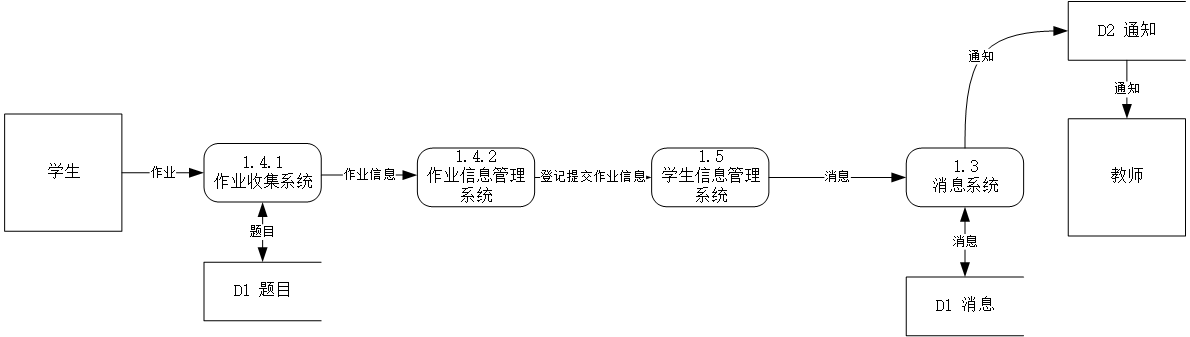 学生
作业
1.4.1
作业收集系统
题目
D1 题目
作业信息
1.4.2
作业信息管理
系统
登记提交作业信息
1.5
学生信息管理
系统
消息
1.3
消息系统
消息
D1 消息
通知
D2 通知
通知
教师